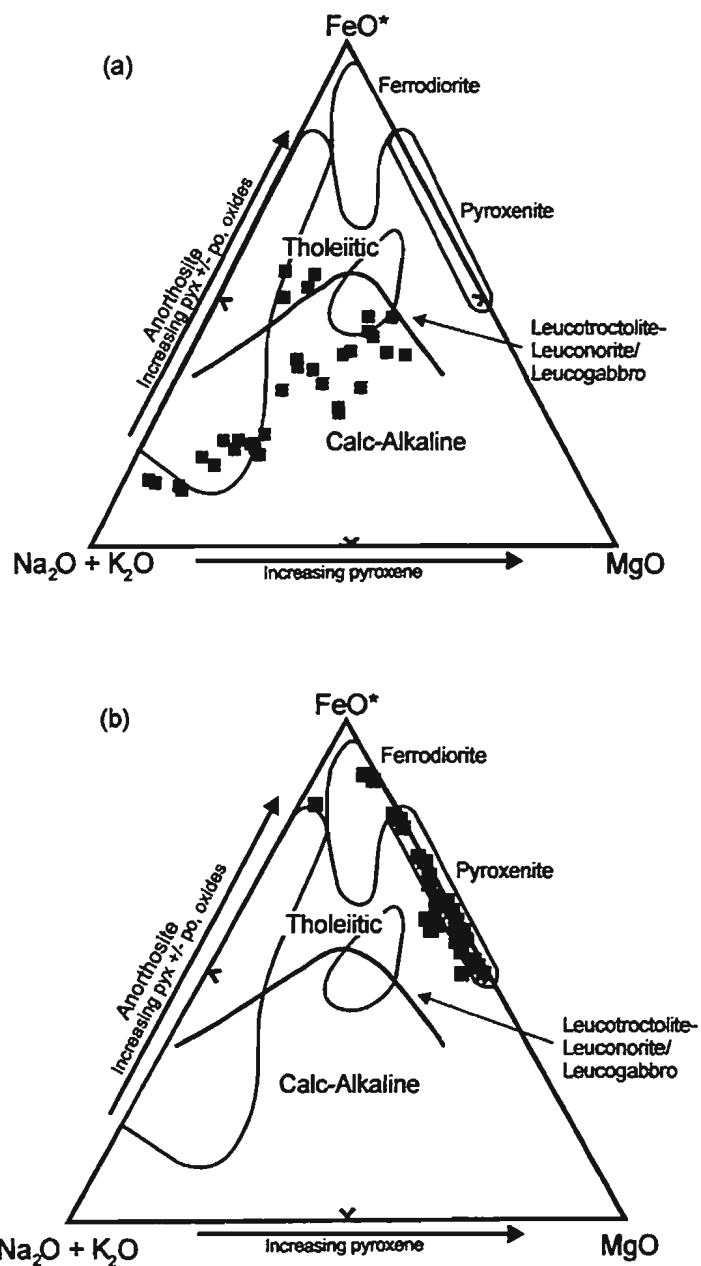 (a)
FeO*
Ferrodiorite
Pyroxenite
Anorthosite
Increasing pyx +/- po, oxides
Tholeiitic
Leucotroctolite-
Leuconorite/
Leucogabbro
Calc-Alkaline
Na₂O + K₂O
Increasing pyroxene
MgO
(b)
FeO*
Ferrodiorite
Pyroxenite
Anorthosite
Increasing pyx +/- po, oxides
Tholeiitic
Leucotroctolite-
Leuconorite/
Leucogabbro
Calc-Alkaline
Na₂O + K₂O
Increasing pyroxene
MgO